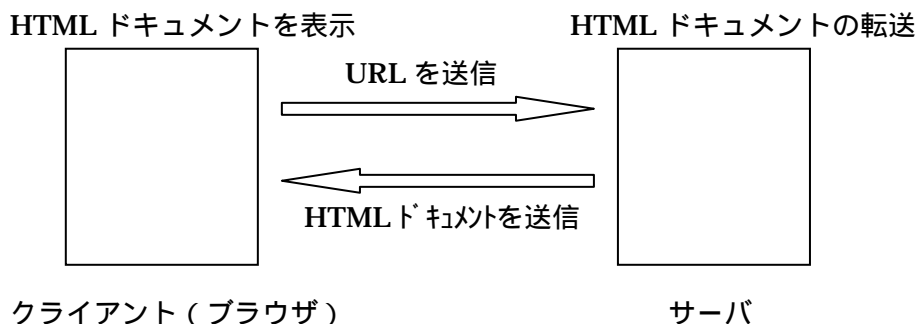 HTML ドキュメントを表示
HTML ドキュメントの転送
URL を送信
HTMLﾄﾞｷｭﾒﾝﾄを送信
クライアント ( ブラウザ )
サーバ